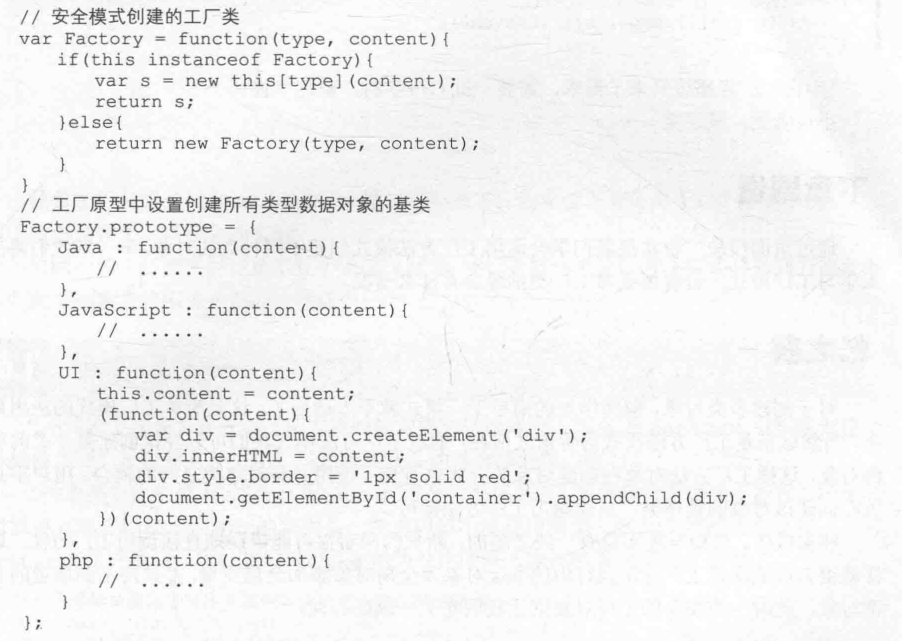 // 安全模式创建的工厂类
var Factory = function(type, content){
if(this instanceof Factory){
var s = new this[type](content);
return s;
}else{
return new Factory(type, content);
}
}
// 工厂原型中设置创建所有类型数据对象的基类
Factory.prototype = {
Java : function(content){
// ......
},
JavaScript : function(content){
// ......
},
UI : function(content){
this.content = content;
(function(content){
var div = document.createElement('div');
div.innerHTML = content;
div.style.border = '1px solid red';
document.getElementById('container').appendChild(div);
})(content);
},
php : function(content){
// ......
}
};